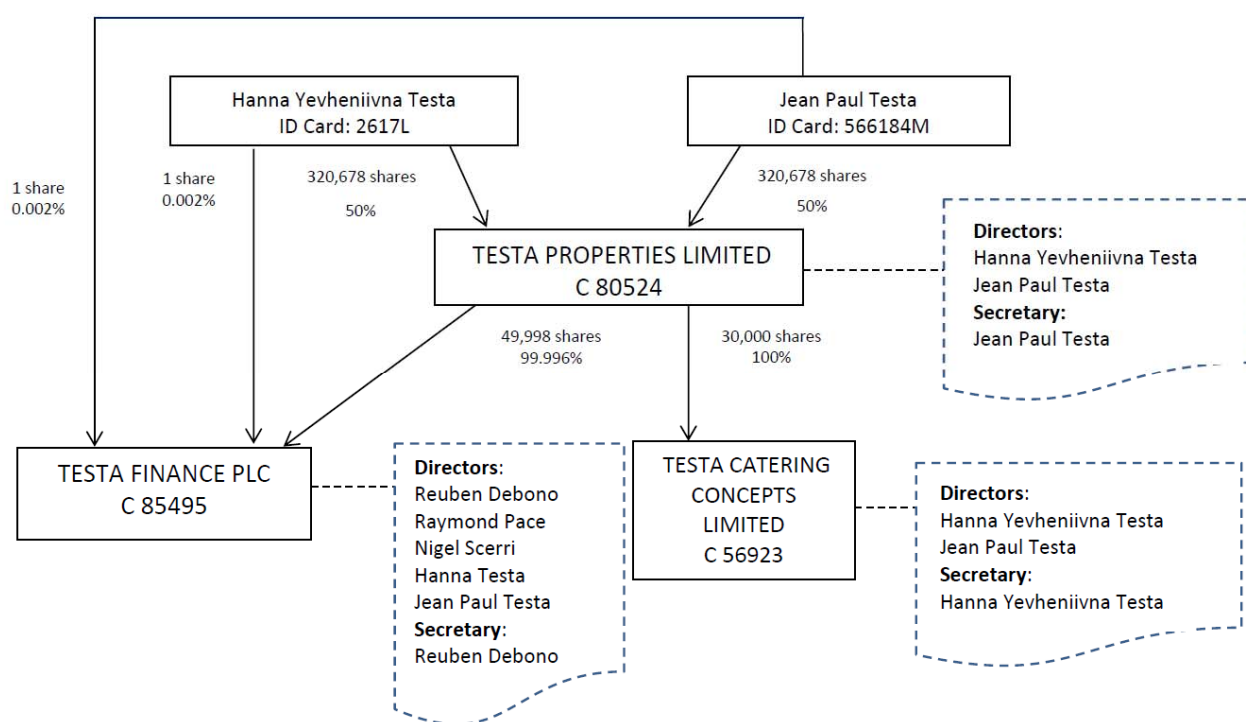 Hanna Yevheniivna Testa
ID Card: 2617L
Jean Paul Testa
ID Card: 566184M
1 share
0.002%
1 share
0.002%
320,678 shares
50%
320,678 shares
50%
TESTA PROPERTIES LIMITED
C 80524
Directors:
Hanna Yevheniivna Testa
Jean Paul Testa
Secretary:
Jean Paul Testa
49,998 shares
99.996%
30,000 shares
100%
TESTA FINANCE PLC
C 85495
Directors:
Reuben Debono
Raymond Pace
Nigel Scerri
Hanna Testa
Jean Paul Testa
Secretary:
Reuben Debono
TESTA CATERING
CONCEPTS
LIMITED
C 56923
Directors:
Hanna Yevheniivna Testa
Jean Paul Testa
Secretary:
Hanna Yevheniivna Testa